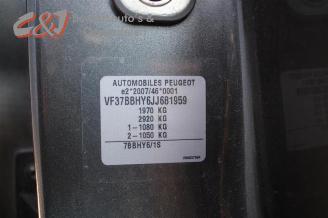 C&J
auto's &
AUTOMOBILES PEUGEOT
e2*2007/46*0001
VF37BBHY6JJ681959
1970 KG
2920 KG
1-1080 KG
2-1050 KG
7BBHY6/1S